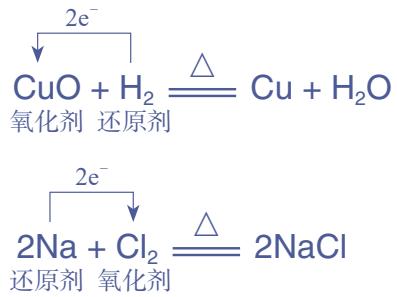 2e⁻
△
CuO + H₂ ═══ Cu + H₂O
氧化剂 还原剂
2e⁻
△
2Na + Cl₂ ═══ 2NaCl
还原剂 氧化剂